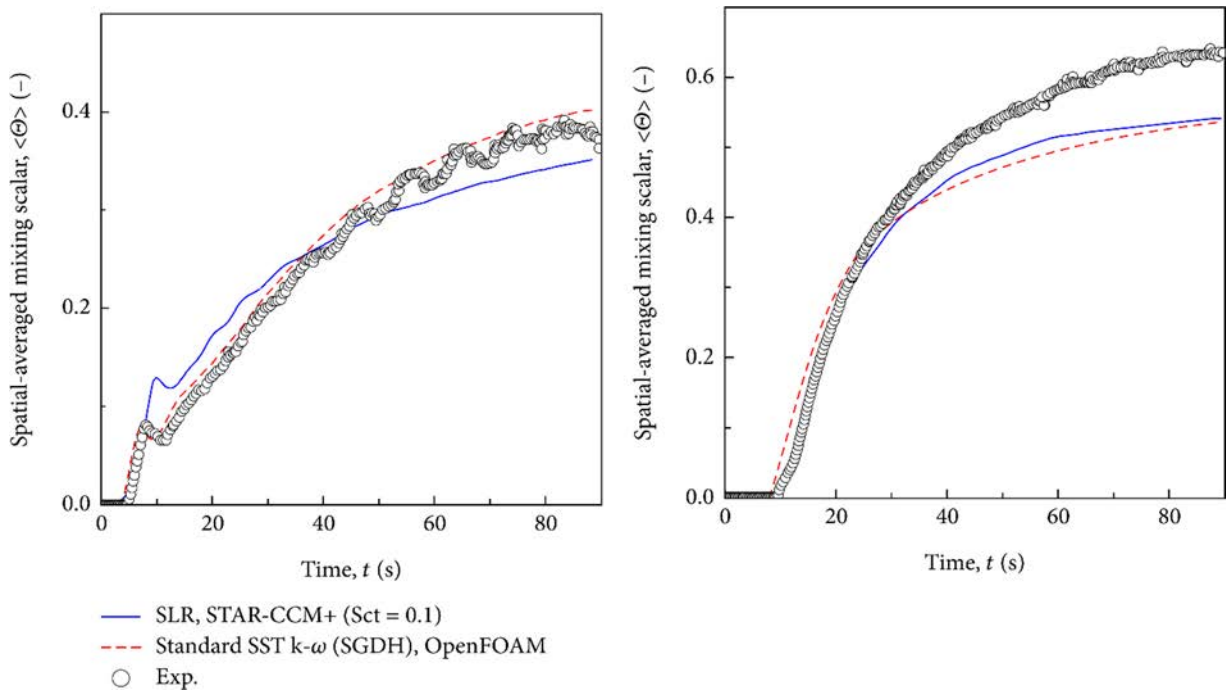 Spatial-averaged mixing scalar, <Θ> (–)
0.4
0.2
0.0
0
20
40
60
80
Time, t (s)
Spatial-averaged mixing scalar, <Θ> (–)
0.6
0.4
0.2
0.0
0
20
40
60
80
Time, t (s)
SLR, STAR-CCM+ (Sct = 0.1)
Standard SST k-ω (SGDH), OpenFOAM
Exp.